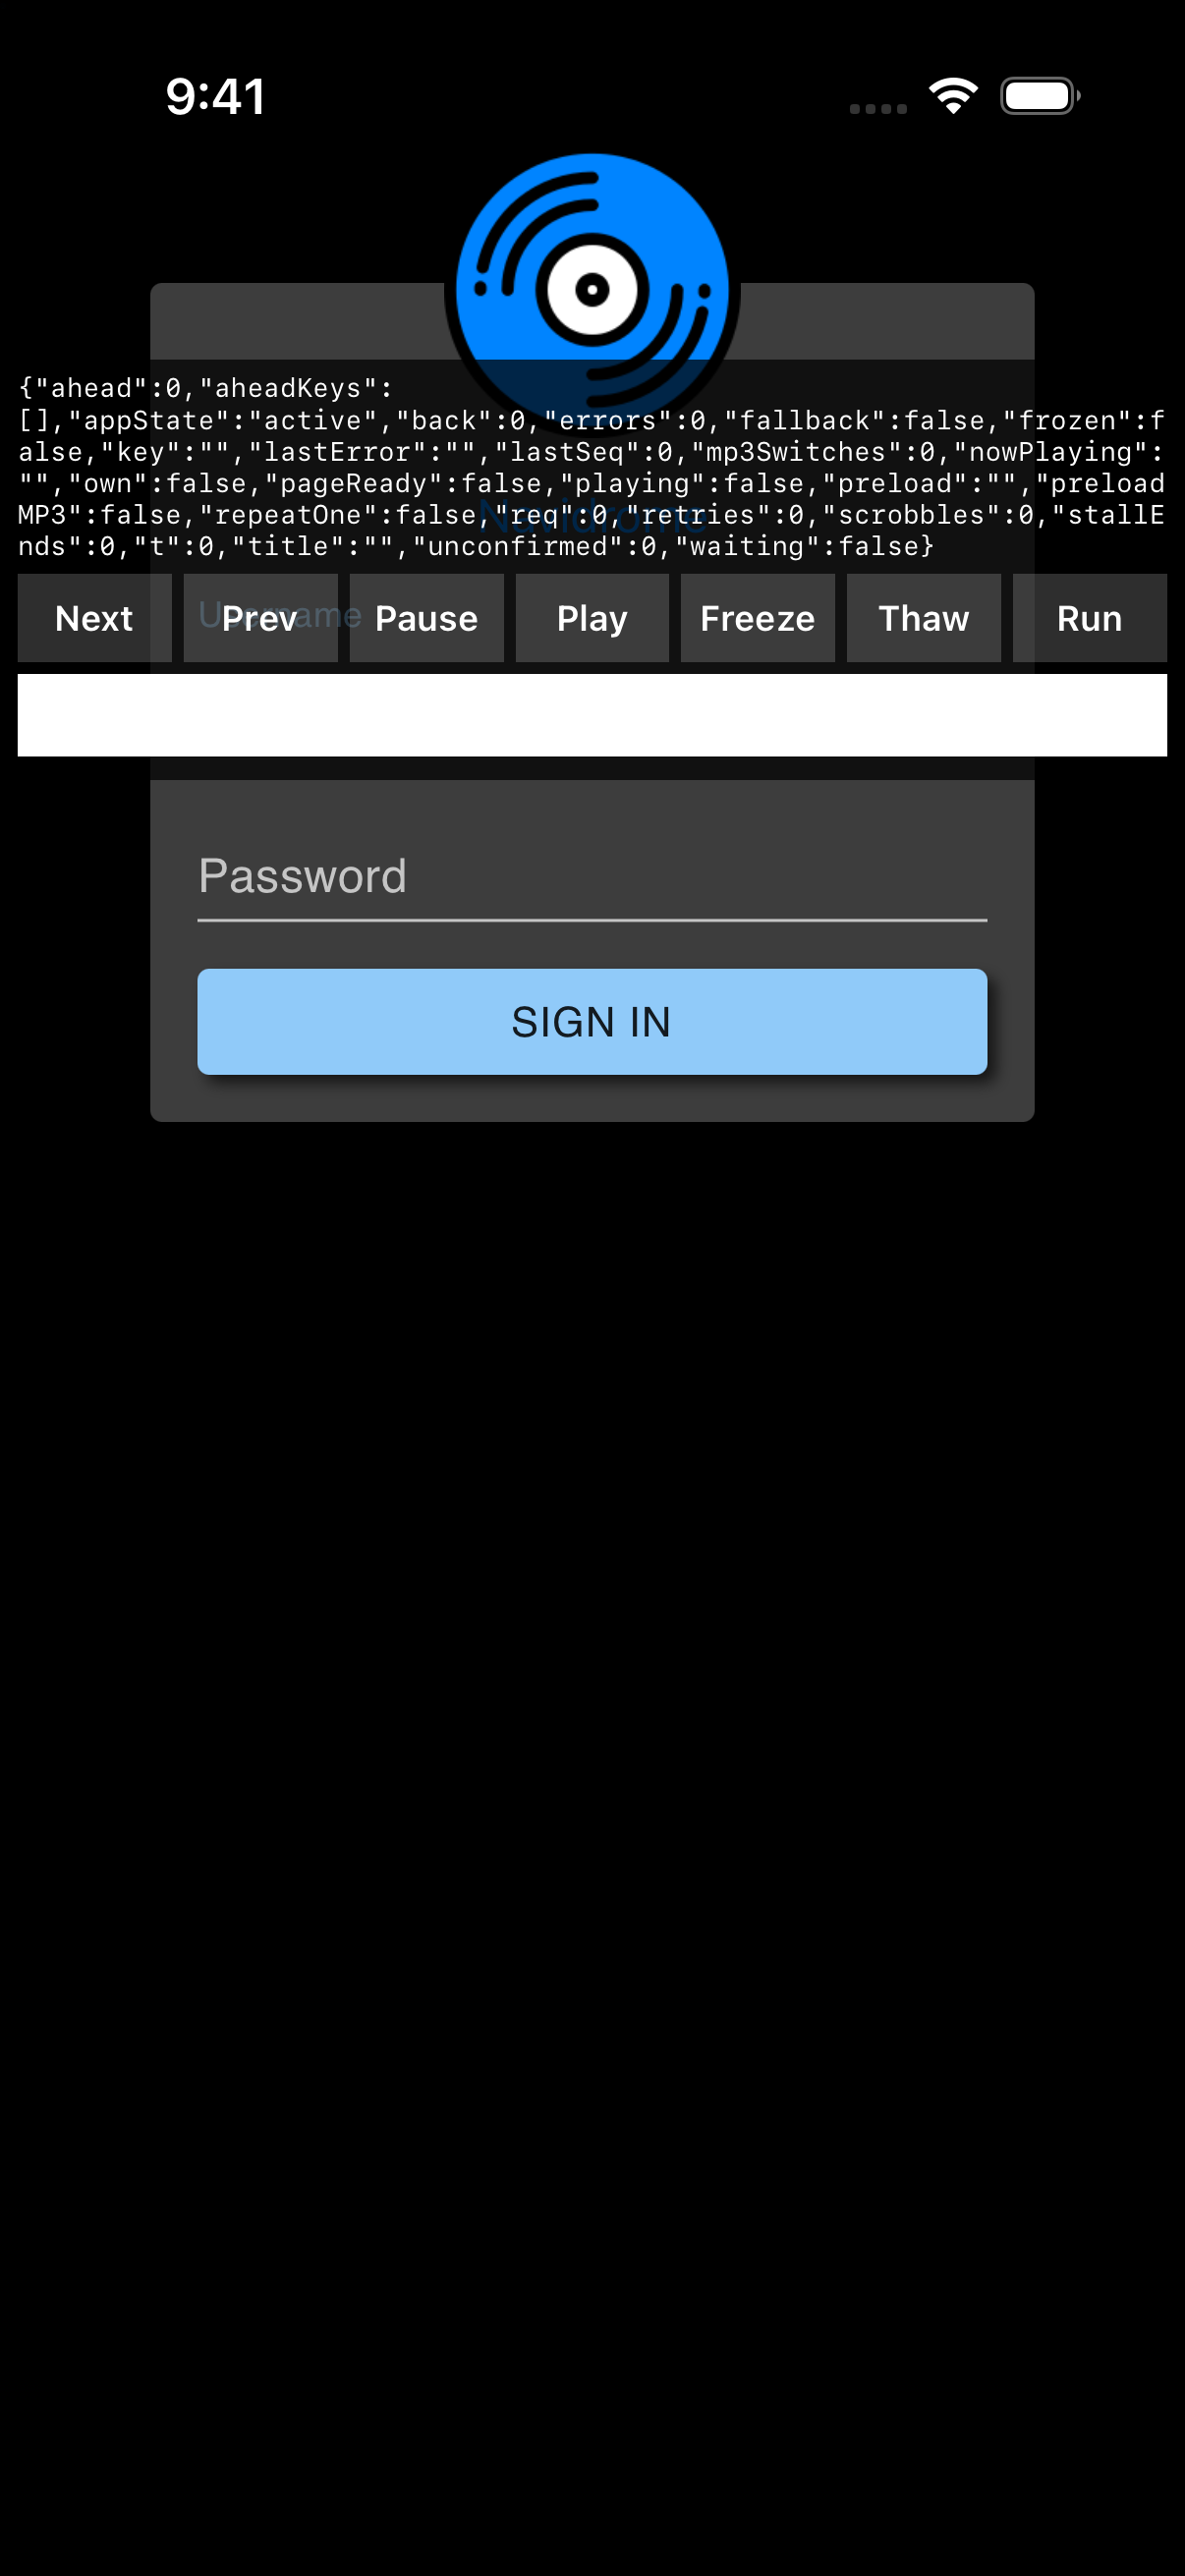 9:41
{"ahead":0,"aheadKeys":
[],"appState":"active","back":0,"errors":0,"fallback":false,"frozen":f
alse,"key":"","lastError":"","lastSeq":0,"mp3Switches":0,"nowPlaying":
"","own":false,"pageReady":false,"playing":false,"preload":"","preload
MP3":false,"repeatOne":false,"req":0,"retries":0,"scrobbles":0,"stallE
nds":0,"t":0,"title":"","unconfirmed":0,"waiting":false}
Navidrome
Next Prev Pause Play Freeze Thaw Run
Username
Password
SIGN IN